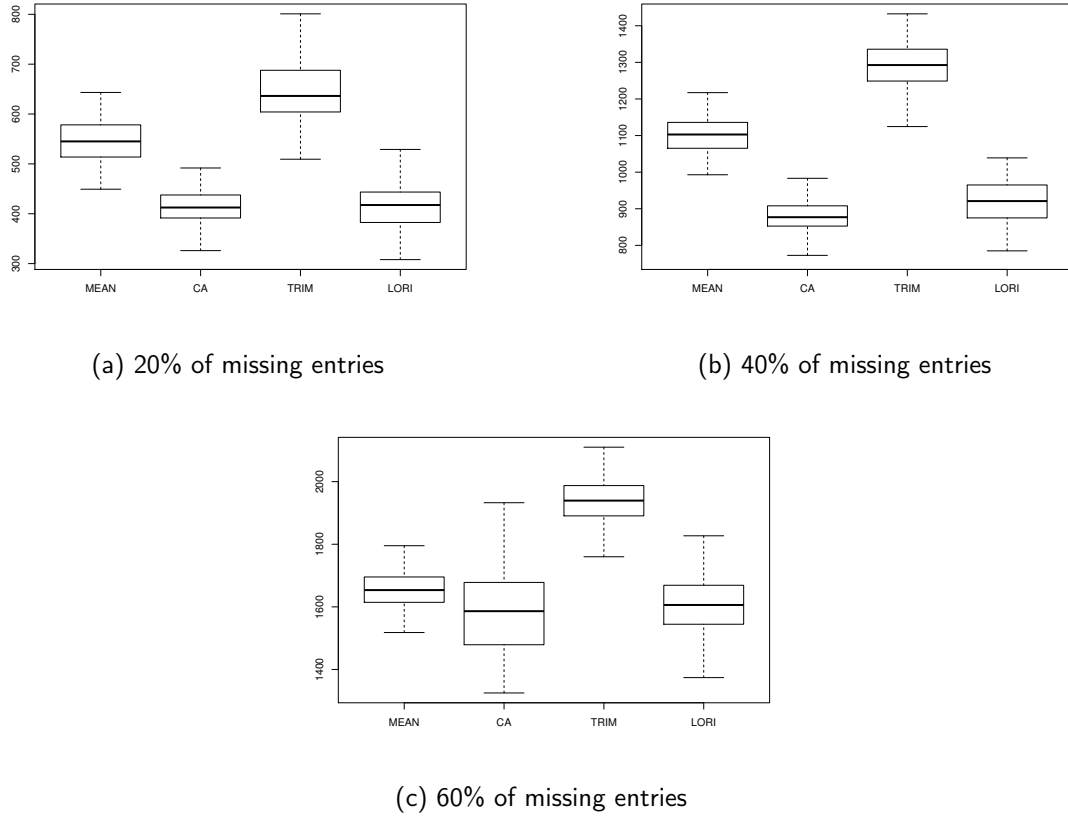 800
700
600
500
400
300
MEAN CA TRIM LORI
(a) 20% of missing entries
1400
1300
1200
1100
1000
900
800
MEAN CA TRIM LORI
(b) 40% of missing entries
2000
1800
1600
1400
MEAN CA TRIM LORI
(c) 60% of missing entries